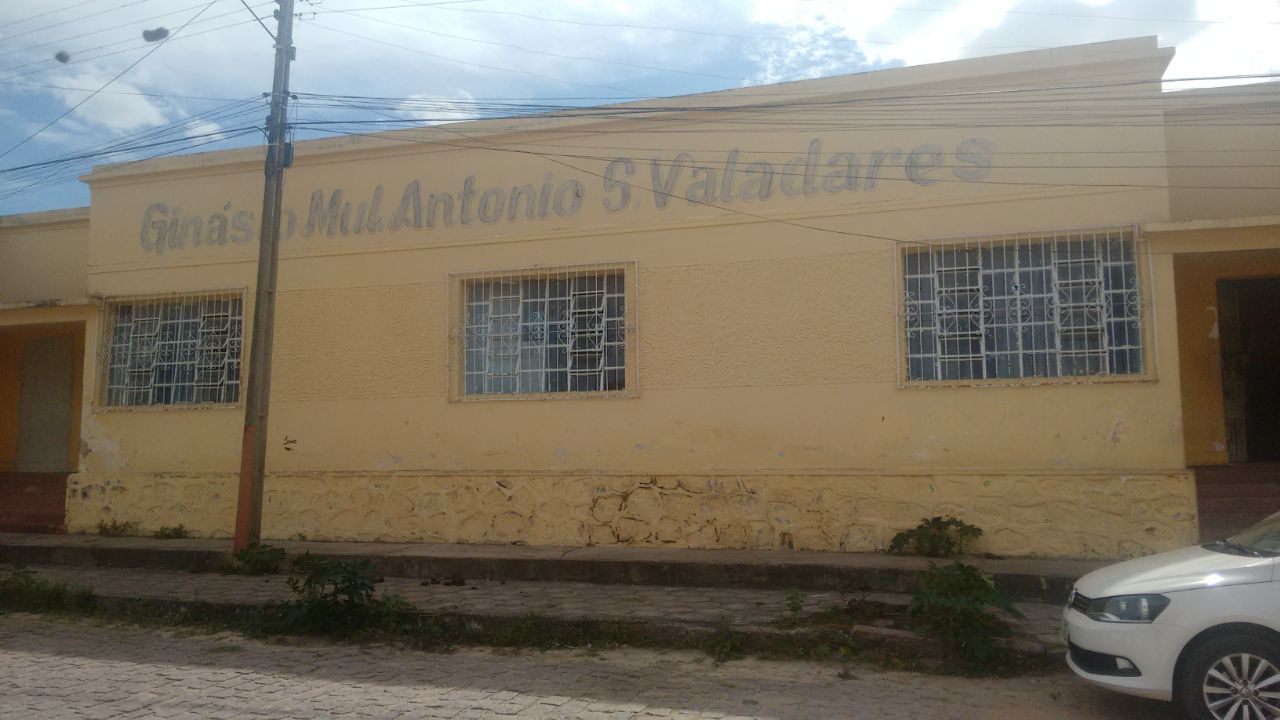 Ginásio Mul. Antonio S. Valadares